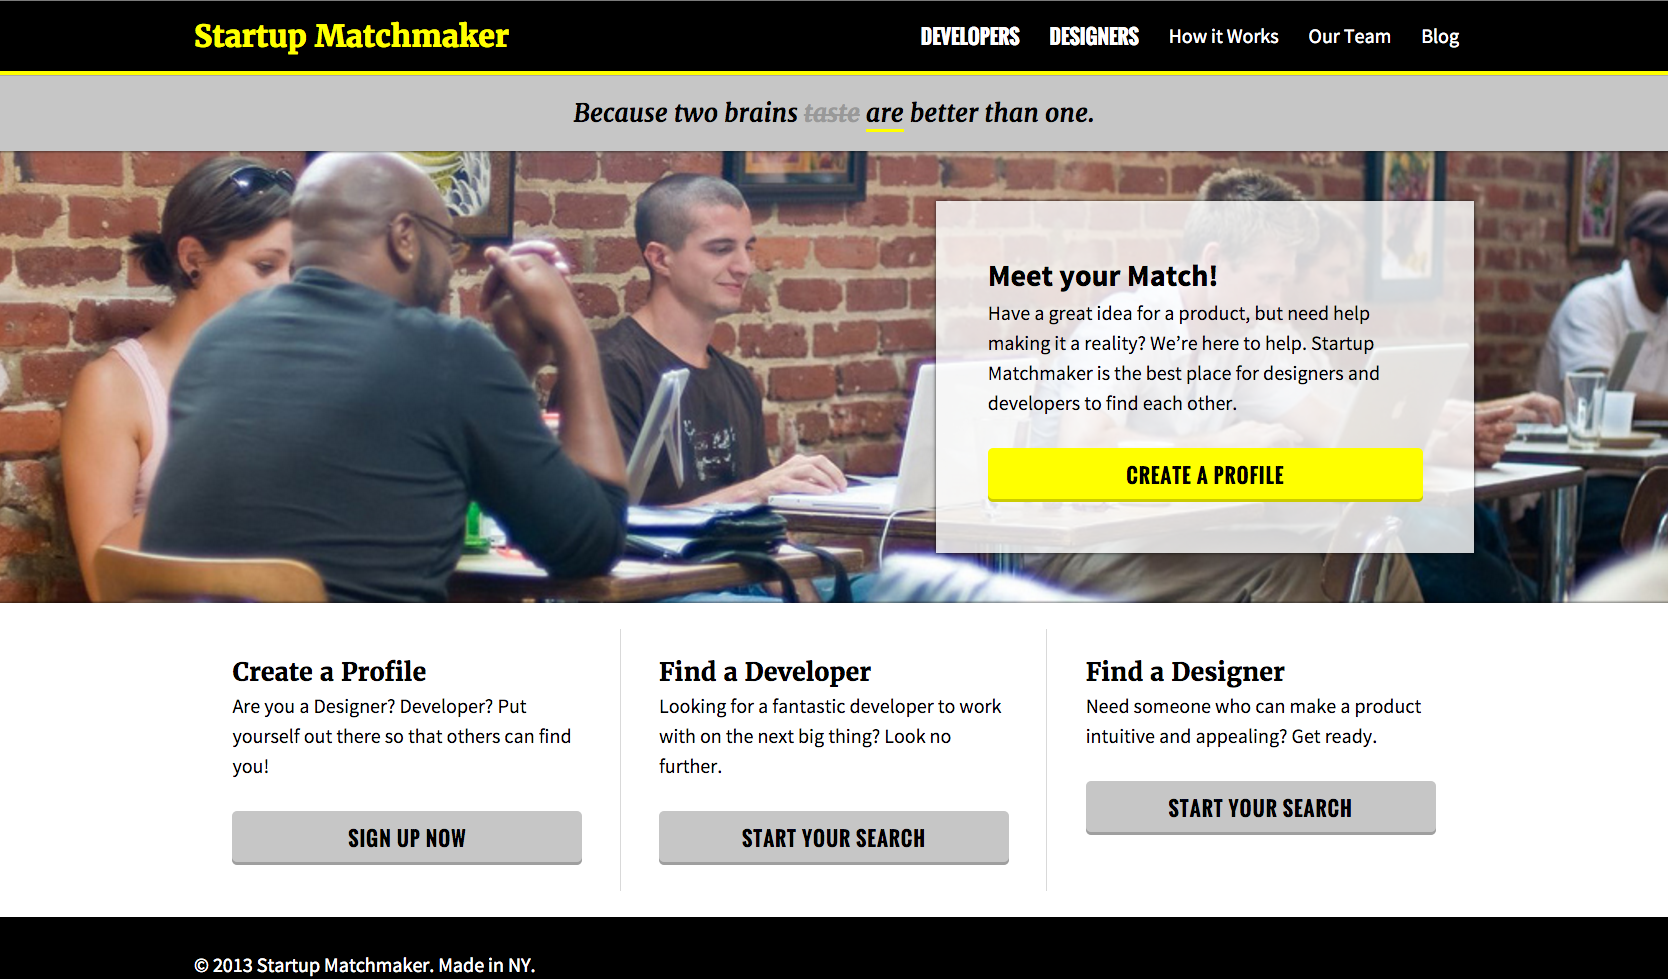 Startup Matchmaker
DEVELOPERS DESIGNERS How it Works Our Team Blog
Because two brains taste are better than one.
Meet your Match!
Have a great idea for a product, but need help
making it a reality? We’re here to help. Startup
Matchmaker is the best place for designers and
developers to find each other.
CREATE A PROFILE
Create a Profile
Are you a Designer? Developer? Put
yourself out there so that others can find
you!
SIGN UP NOW
Find a Developer
Looking for a fantastic developer to work
with on the next big thing? Look no
further.
START YOUR SEARCH
Find a Designer
Need someone who can make a product
intuitive and appealing? Get ready.
START YOUR SEARCH
© 2013 Startup Matchmaker. Made in NY.